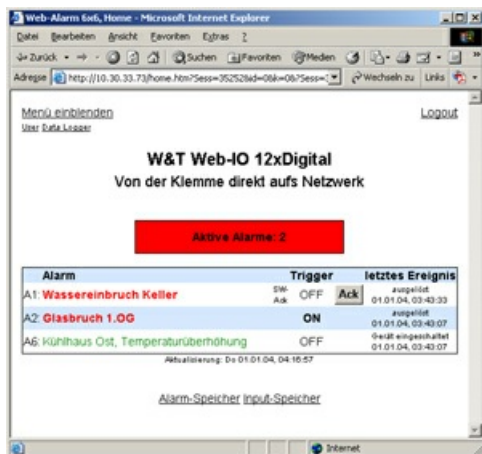 Web-Alarm 6x6, Home - Microsoft Internet Explorer
Datei Bearbeiten Ansicht Favoriten Extras ?
Zurück Suchen Favoriten Medien
Adresse http://10.30.33.73/home.htm?Sess= Wechseln zu Links
Menü einblenden Logout
User Data Logger
W&T Web-IO 12xDigital
Von der Klemme direkt aufs Netzwerk
Aktive Alarme: 2
Alarm Trigger letztes Ereignis
A1: Wassereinbruch Keller SW-Ack OFF Ack ausgelöst 01.01.04, 03:43:33
A2: Glasbruch 1.OG ON ausgelöst 01.01.04, 03:43:07
A6: Kühlhaus Ost, Temperaturüberhöhung OFF Gerät eingeschaltet 01.01.04, 03:43:07
Aktualisierung: Do 01.01.04, 04:16:57
Alarm-Speicher Input-Speicher
Internet